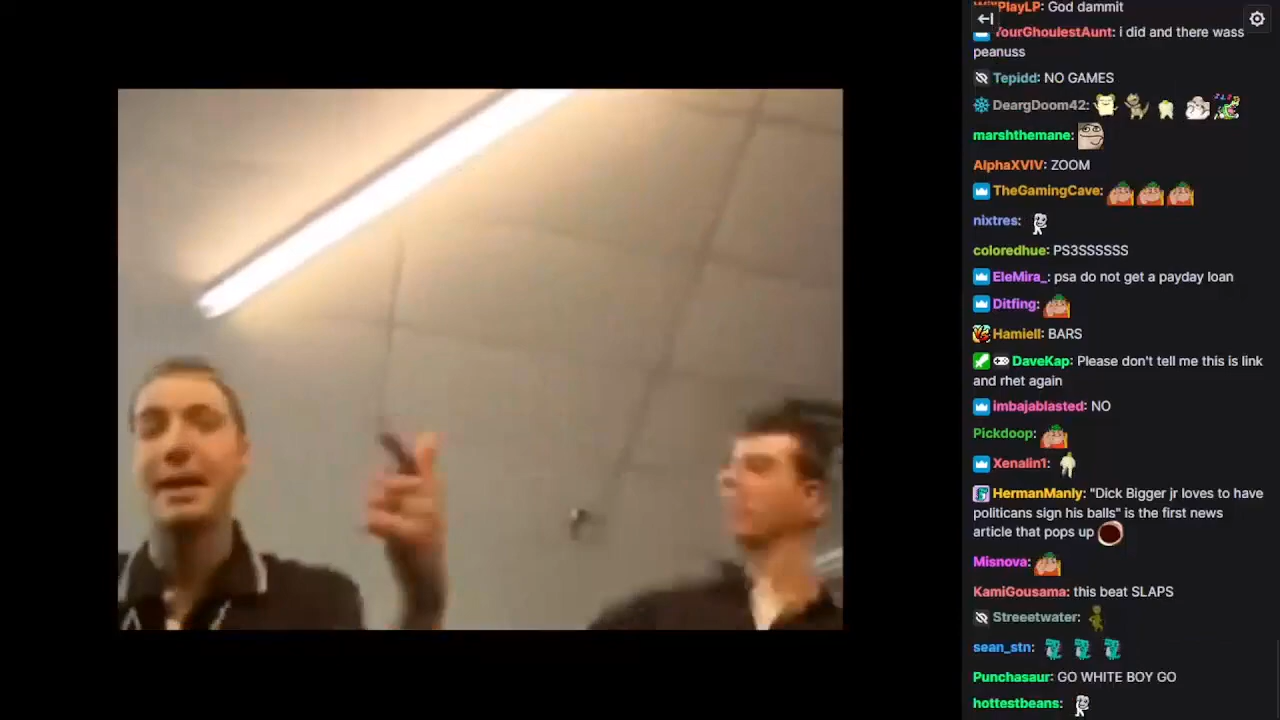 PlayLP: God dammit
YourGhoulestAunt: i did and there wass
peanuss
Tepidd: NO GAMES
DeargDoom42:
marshthemane:
AlphaXVIV: ZOOM
TheGamingCave:
nixtres:
coloredhue: PS3SSSSSS
EleMira_: psa do not get a payday loan
Ditfing:
Hamiell: BARS
DaveKap: Please don't tell me this is link
and rhet again
imbajablasted: NO
Pickdoop:
Xenalin1:
HermanManly: "Dick Bigger jr loves to have
politicans sign his balls" is the first news
article that pops up
Misnova:
KamiGousama: this beat SLAPS
Streeetwater:
sean_stn:
Punchasaur: GO WHITE BOY GO
hottestbeans: